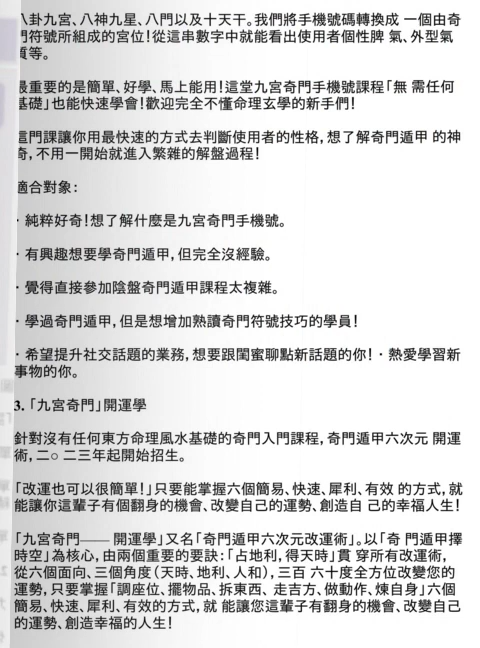 八卦九宮、八神九星、八門以及十天干。我們將手機號碼轉換成 一個由奇
門符號所組成的宮位!從這串數字中就能看出使用者個性脾 氣、外型氣
質等。
最重要的是簡單、好學、馬上能用!這堂九宮奇門手機號課程「無 需任何
基礎」也能快速學會!歡迎完全不懂命理玄學的新手們!
這門課讓你用最快速的方式去判斷使用者的性格,想了解奇門遁甲 的神
奇,不用一開始就進入繁雜的解盤過程!
適合對象:
· 純粹好奇!想了解什麼是九宮奇門手機號。
· 有興趣想要學奇門遁甲,但完全沒經驗。
· 覺得直接參加陰盤奇門遁甲課程太複雜。
· 學過奇門遁甲,但是想增加熟讀奇門符號技巧的學員!
· 希望提升社交話題的業務,想要跟閨蜜聊點新話題的你!· 熱愛學習新
事物的你。
3.「九宮奇門」開運學
針對沒有任何東方命理風水基礎的奇門入門課程,奇門遁甲六次元 開運
術,二○ 二三年起開始招生。
「改運也可以很簡單!」只要能掌握六個簡易、快速、犀利、有效 的方式,就
能讓你這輩子有個翻身的機會、改變自己的運勢、創造自 己的幸福人生!
「九宮奇門—— 開運學」又名「奇門遁甲六次元改運術」。以「奇 門遁甲擇
時空」為核心,由兩個重要的要訣:「占地利,得天時」貫 穿所有改運術,
從六個面向、三個角度(天時、地利、人和),三百 六十度全方位改變您的
運勢,只要掌握「調座位、擺物品、拆東西、走吉方、做動作、煉自身」六個
簡易、快速、犀利、有效的方式,就 能讓您這輩子有翻身的機會、改變自己
的運勢、創造幸福的人生!